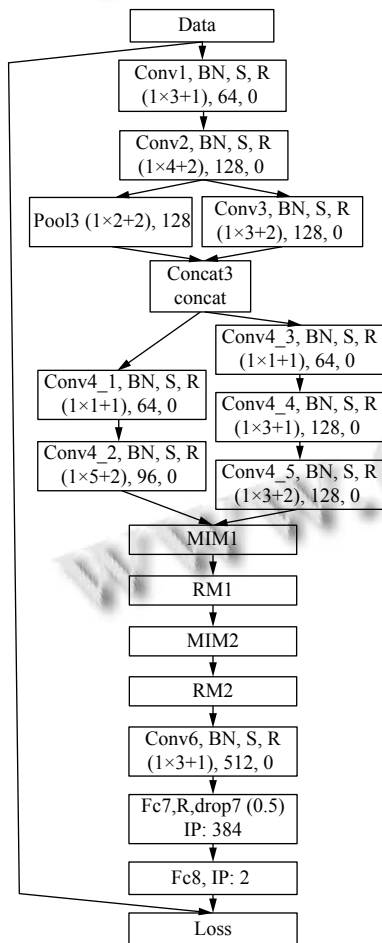 Data
Conv1, BN, S, R
(1×3+1), 64, 0
Conv2, BN, S, R
(1×4+2), 128, 0
Pool3 (1×2+2), 128
Conv3, BN, S, R
(1×3+2), 128, 0
Concat3
concat
Conv4_1, BN, S, R
(1×1+1), 64, 0
Conv4_2, BN, S, R
(1×5+2), 96, 0
Conv4_3, BN, S, R
(1×1+1), 64, 0
Conv4_4, BN, S, R
(1×3+1), 128, 0
Conv4_5, BN, S, R
(1×3+2), 128, 0
MIM1
RM1
MIM2
RM2
Conv6, BN, S, R
(1×3+1), 512, 0
Fc7,R,drop7 (0.5)
IP: 384
Fc8, IP: 2
Loss